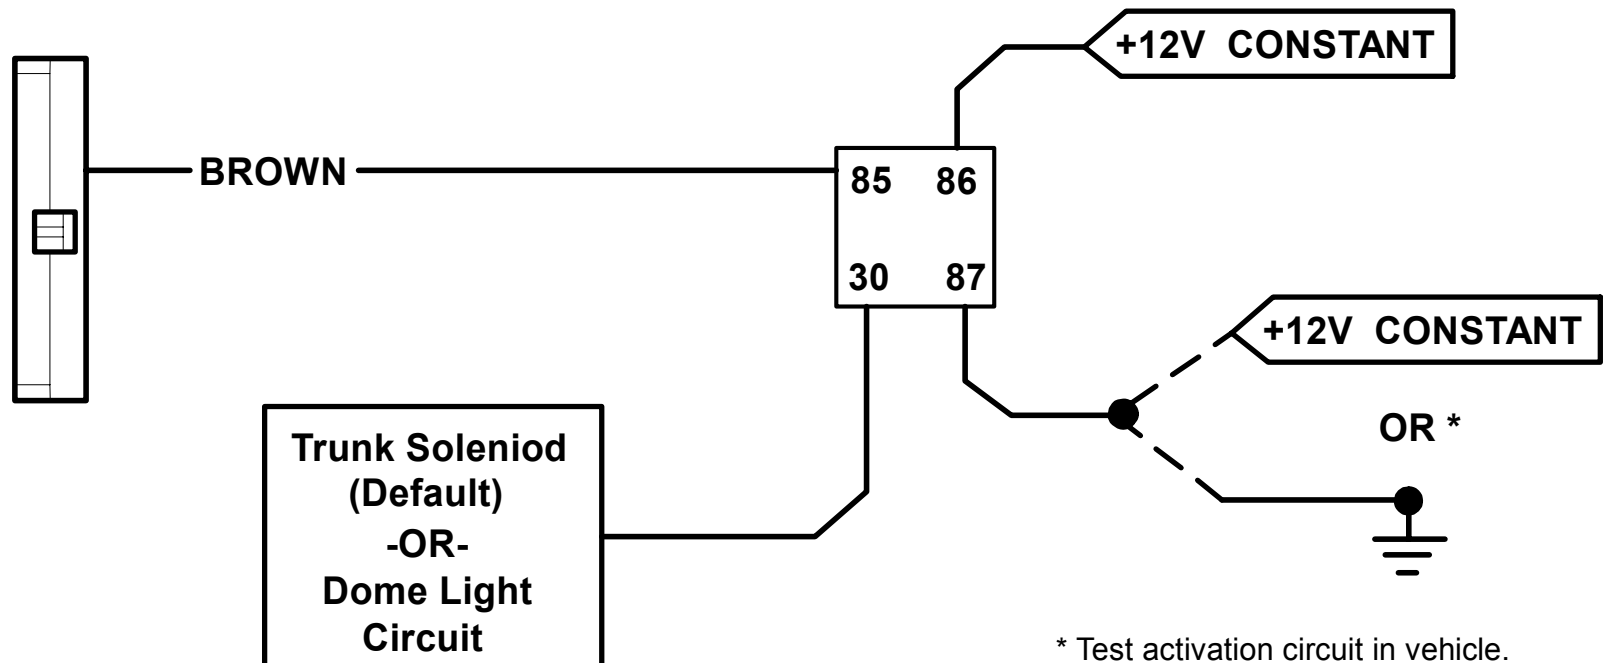 +12V CONSTANT
BROWN
85 86
30 87
+12V CONSTANT
OR *
Trunk Soleniod
(Default)
-OR-
Dome Light
Circuit
* Test activation circuit in vehicle.